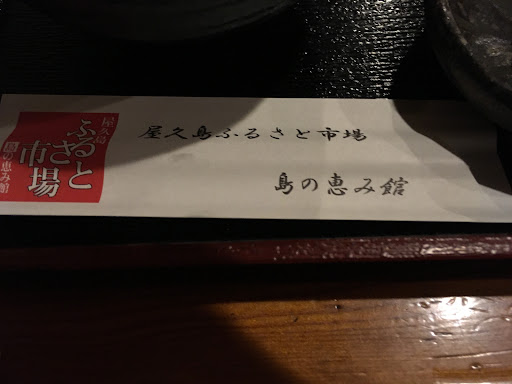 屋久島
ふるさと
市場
島の恵み館
屋久島ふるさと市場
島の恵み館